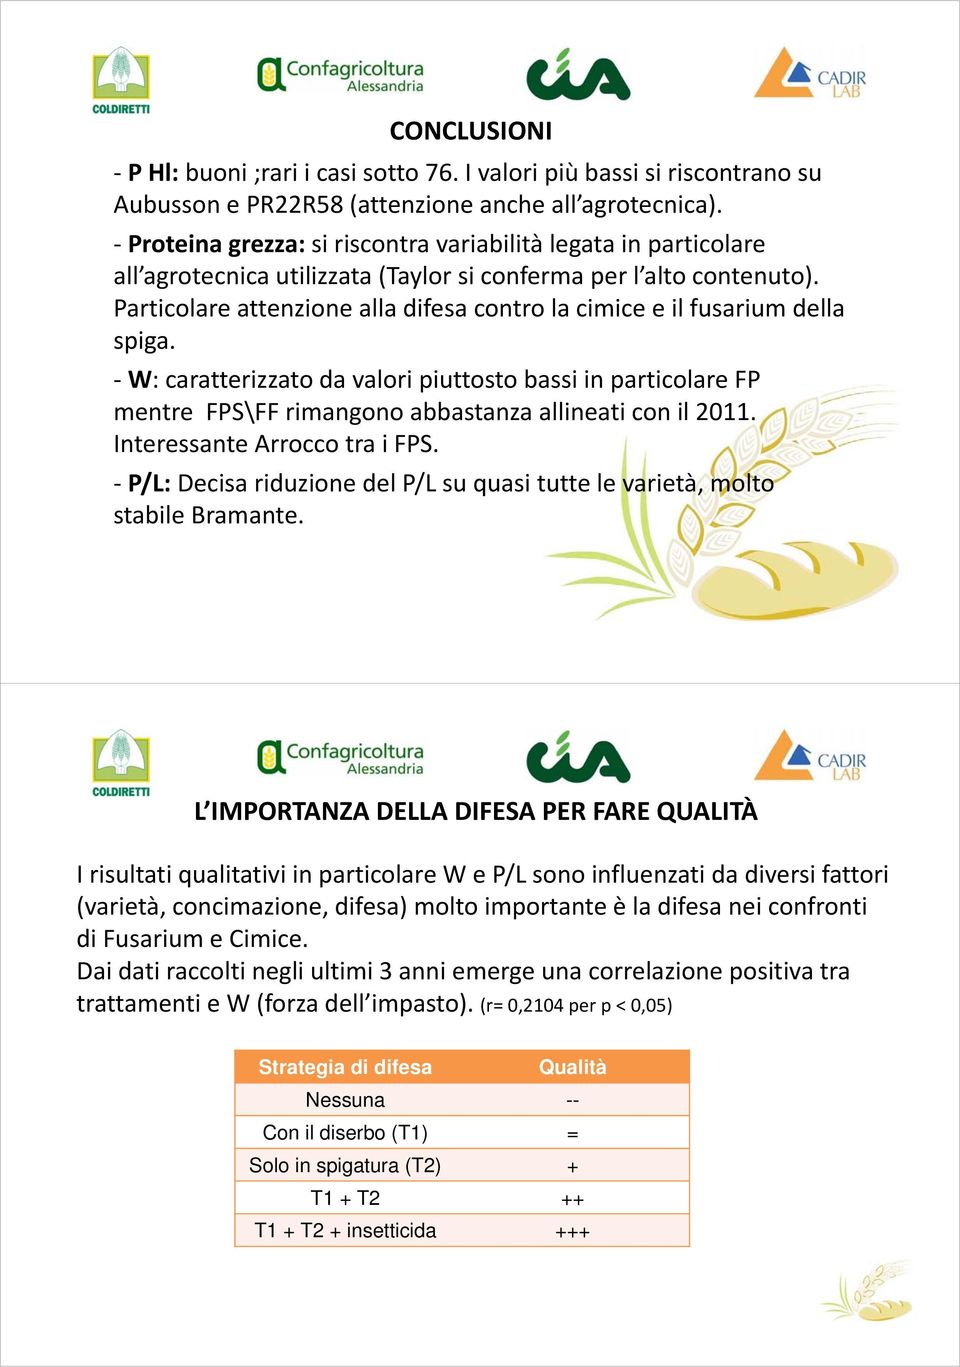 COLDIRETTI
Confagricoltura
Alessandria
CIA
CADIR
LAB
CONCLUSIONI
- P Hl: buoni ;rari i casi sotto 76. I valori più bassi si riscontrano su
Aubusson e PR22R58 (attenzione anche all’agrotecnica).
- Proteina grezza: si riscontra variabilità legata in particolare
all’agrotecnica utilizzata (Taylor si conferma per l’alto contenuto).
Particolare attenzione alla difesa contro la cimice e il fusarium della
spiga.
- W: caratterizzato da valori piuttosto bassi in particolare FP
mentre FPS\FF rimangono abbastanza allineati con il 2011.
Interessante Arrocco tra i FPS.
- P/L: Decisa riduzione del P/L su quasi tutte le varietà, molto
stabile Bramante.
COLDIRETTI
Confagricoltura
Alessandria
CIA
CADIR
LAB
L’IMPORTANZA DELLA DIFESA PER FARE QUALITÀ
I risultati qualitativi in particolare W e P/L sono influenzati da diversi fattori
(varietà, concimazione, difesa) molto importante è la difesa nei confronti
di Fusarium e Cimice.
Dai dati raccolti negli ultimi 3 anni emerge una correlazione positiva tra
trattamenti e W (forza dell’impasto). (r= 0,2104 per p < 0,05)
Strategia di difesa Qualità
Nessuna --
Con il diserbo (T1) =
Solo in spigatura (T2) +
T1 + T2 ++
T1 + T2 + insetticida +++